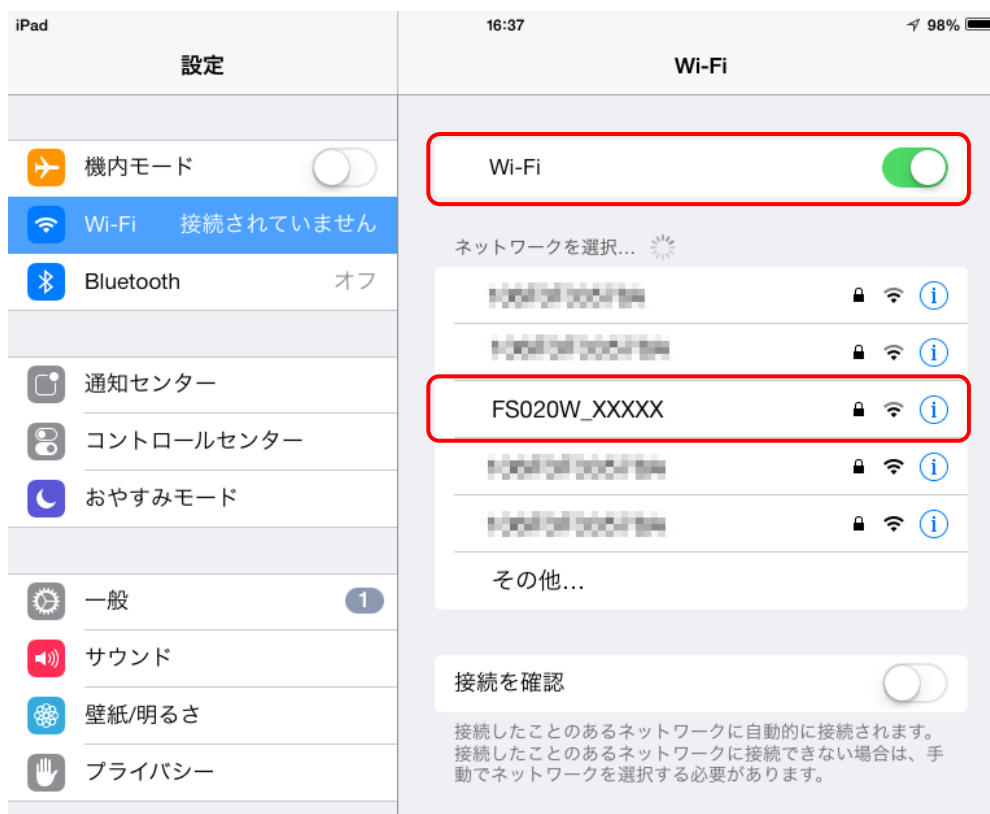 iPad
16:37
98%
設定
Wi-Fi
機内モード
Wi-Fi 接続されていません
Bluetooth オフ
通知センター
コントロールセンター
おやすみモード
一般 1
サウンド
壁紙/明るさ
プライバシー
Wi-Fi
ネットワークを選択...
FS020W_XXXXX
その他...
接続を確認
接続したことのあるネットワークに自動的に接続されます。
接続したことのあるネットワークに接続できない場合は、手
動でネットワークを選択する必要があります。